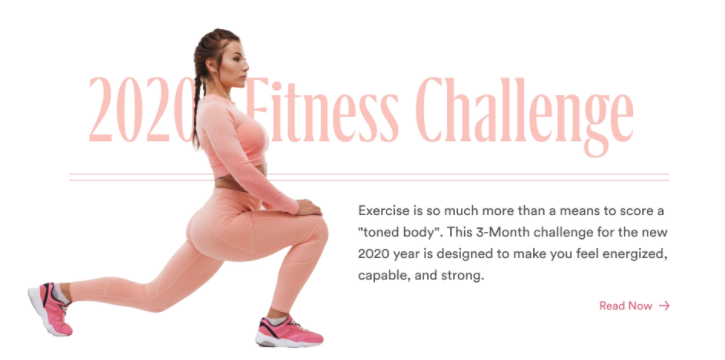 2020 Fitness Challenge
Exercise is so much more than a means to score a
"toned body". This 3-Month challenge for the new
2020 year is designed to make you feel energized,
capable, and strong.
Read Now →